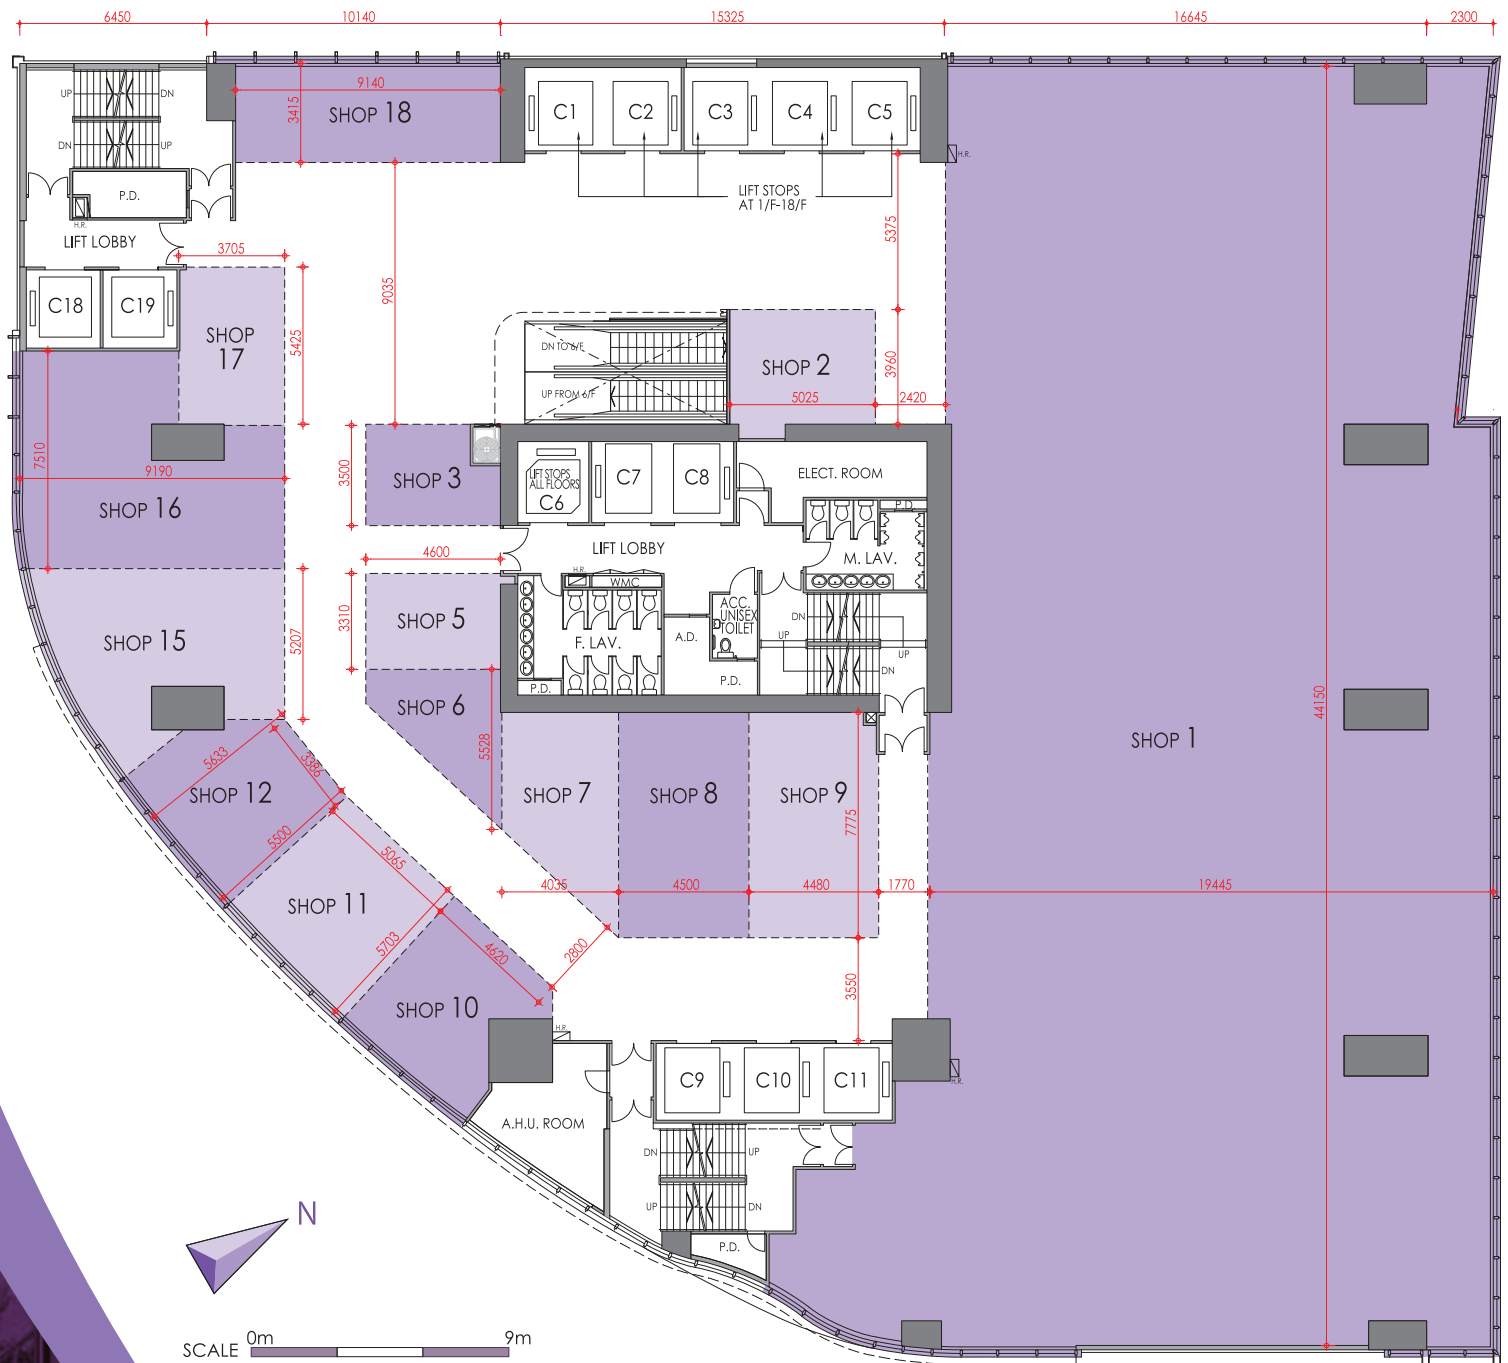 6450 10140 15325 16645 2300
UP DN
DN UP
P.D.
H.R.
LIFT LOBBY
C18 C19
3415
9140
SHOP 18
C1 C2 C3 C4 C5
H.R.
LIFT STOPS
AT 1/F-18/F
5375
3705
9035
5425
SHOP
17
DN TO 6/F
UP FROM 6/F
SHOP 2
3960
5025 2420
7510
9190
SHOP 16
3500
SHOP 3
LIFT STOPS
ALL FLOORS
C6
C7 C8
ELECT. ROOM
P.D.
LIFT LOBBY
M. LAV.
4600
H.R.
WMC
3310
SHOP 5
ACC.
UNISEX
TOILET
F. LAV.
A.D.
P.D.
P.D.
DN
UP
UP
DN
SHOP 15
5207
SHOP 6
5528
SHOP 1
44150
5633
3386
SHOP 12
5500
SHOP 7
SHOP 8
SHOP 9
7775
5065
4035 4500 4480 1770 19445
SHOP 11
5703
4620
2800
3550
SHOP 10
H.R.
C9 C10 C11
H.R.
A.H.U. ROOM
DN UP
UP DN
P.D.
N
SCALE 0m 9m